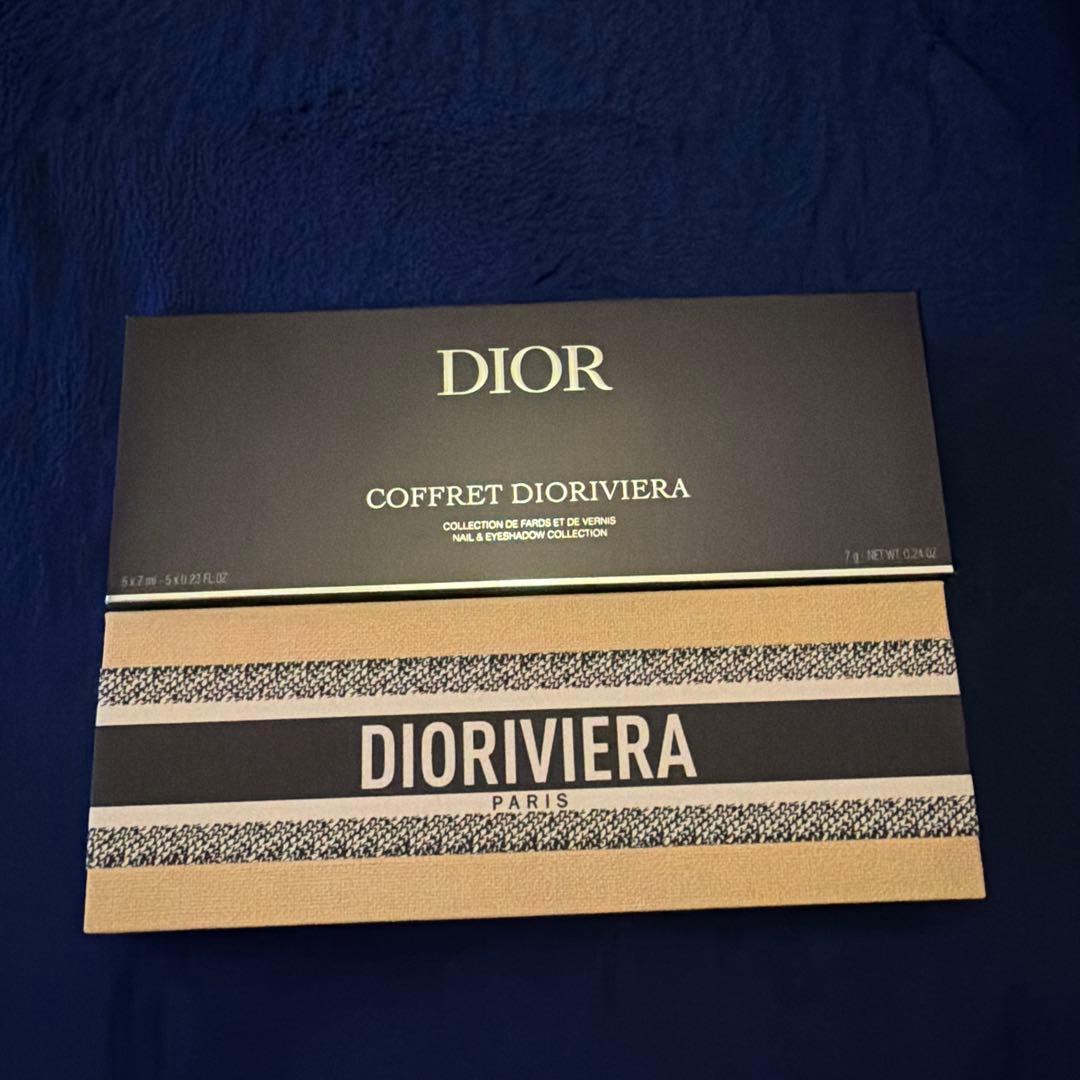 DIOR
COFFRET DIORIVIERA
COLLECTION DE FARDS ET DE VERNIS
NAIL & EYESHADOW COLLECTION
5 x 7 ml - 5 x 0.23 FL.OZ
7 g - NET WT. 0.24 OZ
DIORIVIERA
PARIS